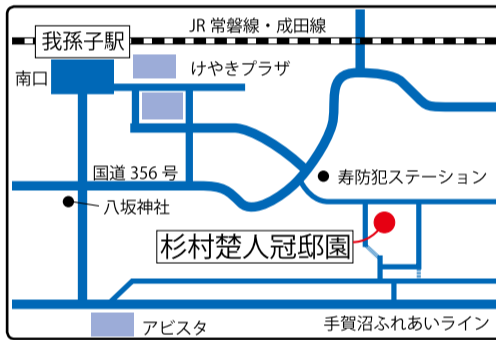 JR 常磐線・成田線
我孫子駅
けやきプラザ
南口
国道 356 号
寿防犯ステーション
八坂神社
杉村楚人冠邸園
アビスタ
手賀沼ふれあいライン